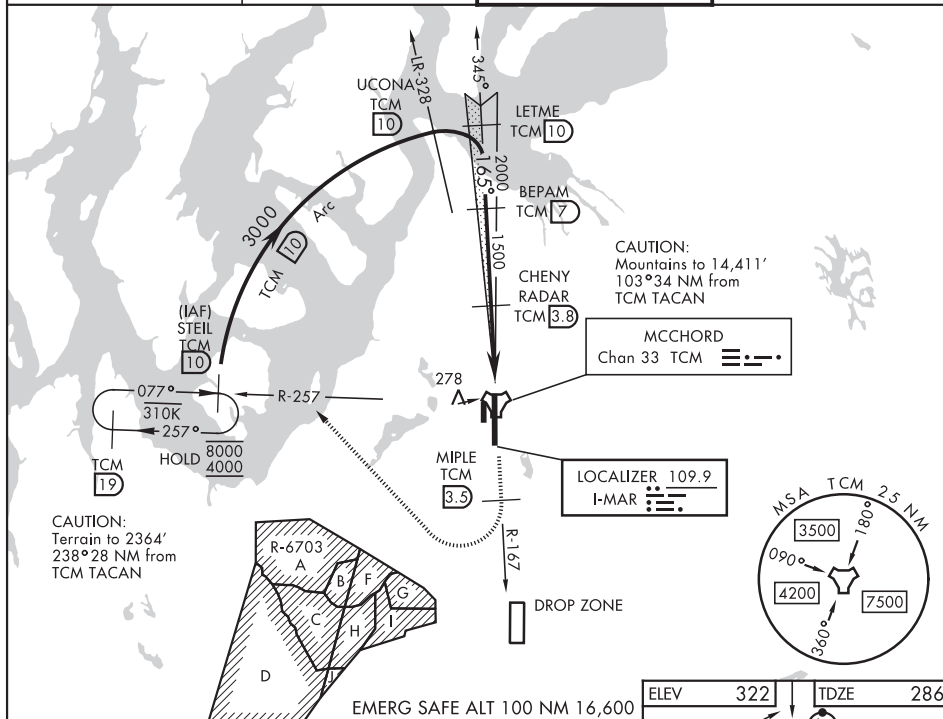 LR-328
345°
UCONA
TCM
10
LETME
TCM 10
165°
2000
BEPAM
TCM 7
1500
3000
TCM 10 Arc
CAUTION:
Mountains to 14,411'
103°34 NM from
TCM TACAN
CHENY
RADAR
TCM 3.8
(IAF)
STEIL
TCM
10
MCCHORD
Chan 33 TCM
077°
310K
257°
R-257
278
HOLD 8000
4000
TCM
19
MIPLE
TCM
3.5
LOCALIZER 109.9
I-MAR
R-167
CAUTION:
Terrain to 2364'
238°28 NM from
TCM TACAN
MSA TCM 25 NM
3500
180°
090°
4200
7500
360°
R-6703
A
B
F
G
C
H
I
D
J
DROP ZONE
EMERG SAFE ALT 100 NM 16,600
ELEV 322
TDZE 286